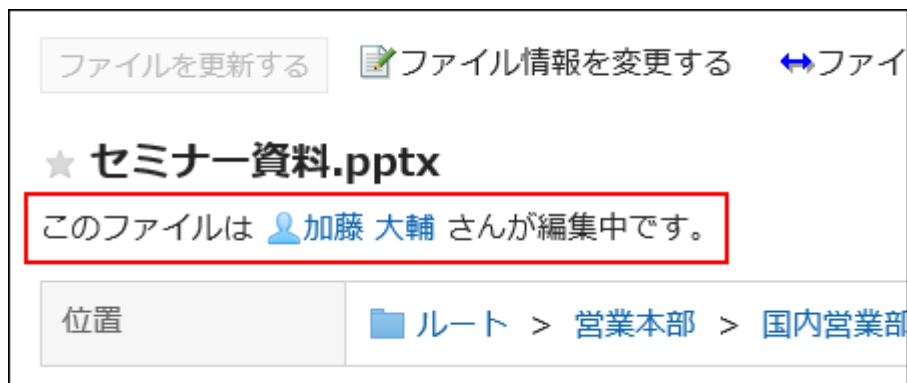 ファイルを更新する ファイル情報を変更する ファイ
セミナー資料.pptx
このファイルは 加藤 大輔 さんが編集中です。
位置 ルート > 営業本部 > 国内営業部